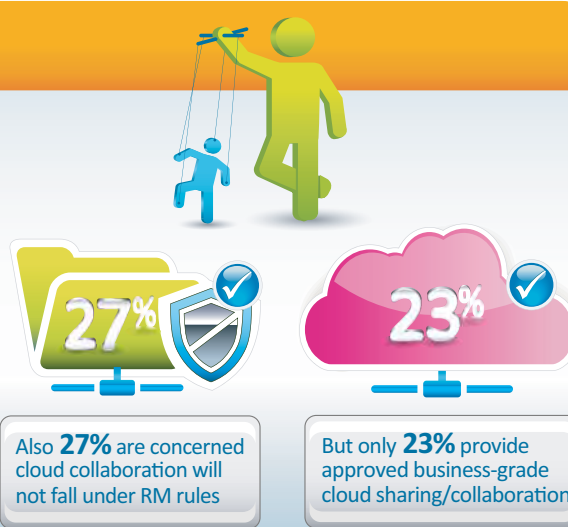 27%
23%
Also 27% are concerned
cloud collaboration will
not fall under RM rules
But only 23% provide
approved business-grade
cloud sharing/collaboration